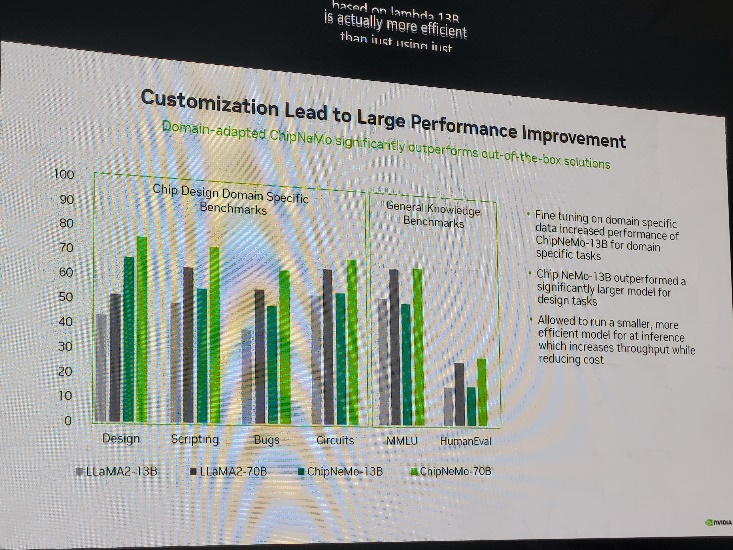 based on lambda 13B
is actually more efficient
than just using just
Customization Lead to Large Performance Improvement
Domain-adapted ChipNeMo significantly outperforms out-of-the-box solutions
100
90
80
70
60
50
40
30
20
10
0
Chip Design Domain Specific
Benchmarks
General Knowledge
Benchmarks
Design Scripting Bugs Circuits MMLU HumanEval
LLaMA2-13B LLaMA2-70B ChipNeMo-13B ChipNeMo-70B
• Fine tuning on domain specific
data increased performance of
ChipNeMo-13B for domain
specific tasks
• Chip NeMo-13B outperformed a
significantly larger model for
design tasks
• Allowed to run a smaller, more
efficient model for at inference
which increases throughput while
reducing cost
NVIDIA